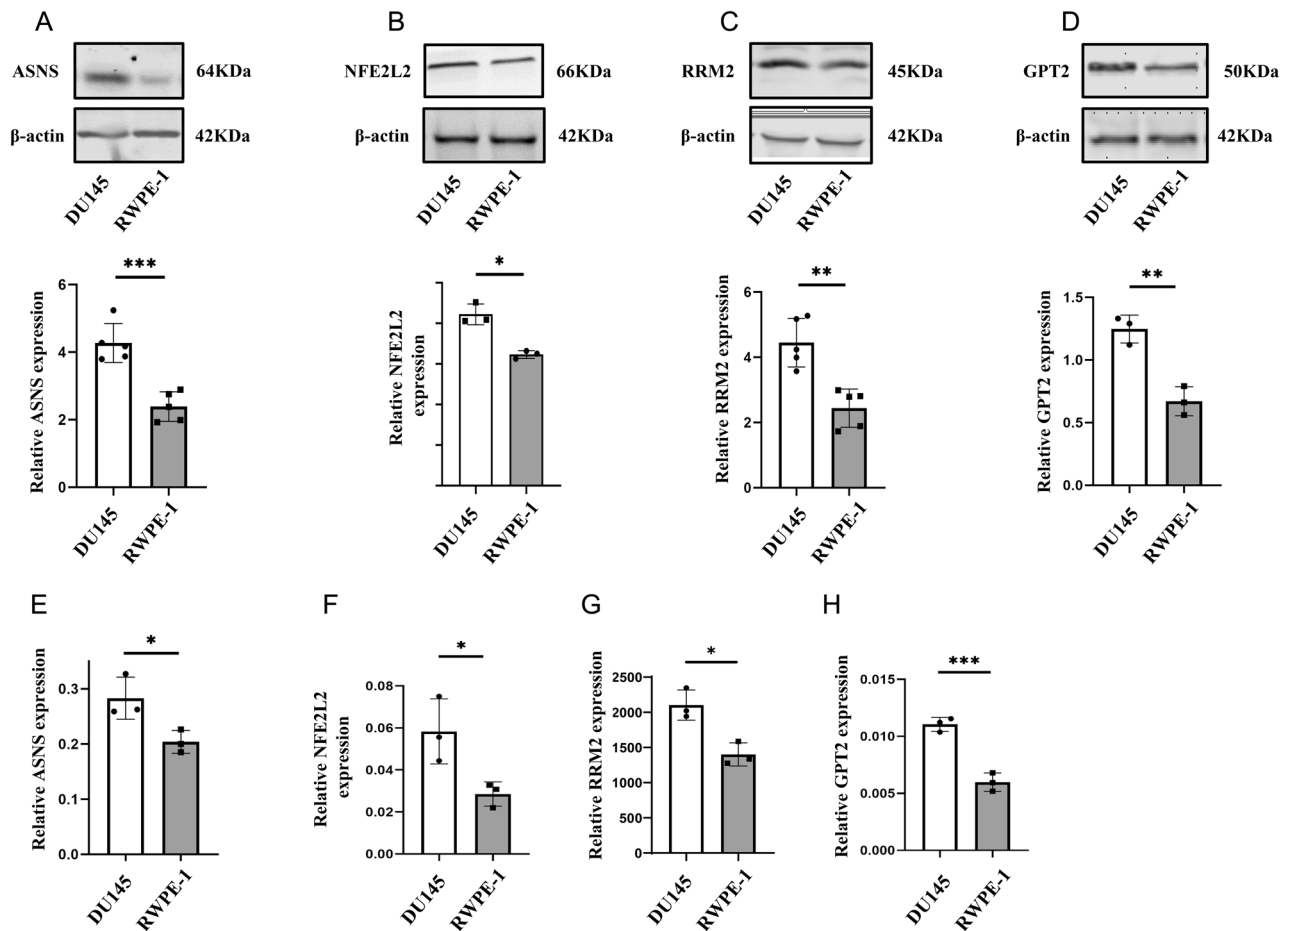 A
ASNS
64KDa
β-actin
42KDa
DU145
RWPE-1
***
Relative ASNS expression
6
4
2
0
DU145
RWPE-1
B
NFE2L2
66KDa
β-actin
42KDa
DU145
RWPE-1
*
Relative NFE2L2
expression
DU145
RWPE-1
C
RRM2
45KDa
β-actin
42KDa
DU145
RWPE-1
**
Relative RRM2 expression
6
4
2
0
DU145
RWPE-1
D
GPT2
50KDa
β-actin
42KDa
DU145
RWPE-1
**
Relative GPT2 expression
1.5
1.0
0.5
0.0
DU145
RWPE-1
E
*
Relative ASNS expression
0.3
0.2
0.1
0.0
DU145
RWPE-1
F
*
Relative NFE2L2
expression
0.08
0.06
0.04
0.02
0.00
DU145
RWPE-1
G
*
Relative RRM2 expression
2500
2000
1500
1000
500
0
DU145
RWPE-1
H
***
Relative GPT2 expression
0.015
0.010
0.005
0.000
DU145
RWPE-1